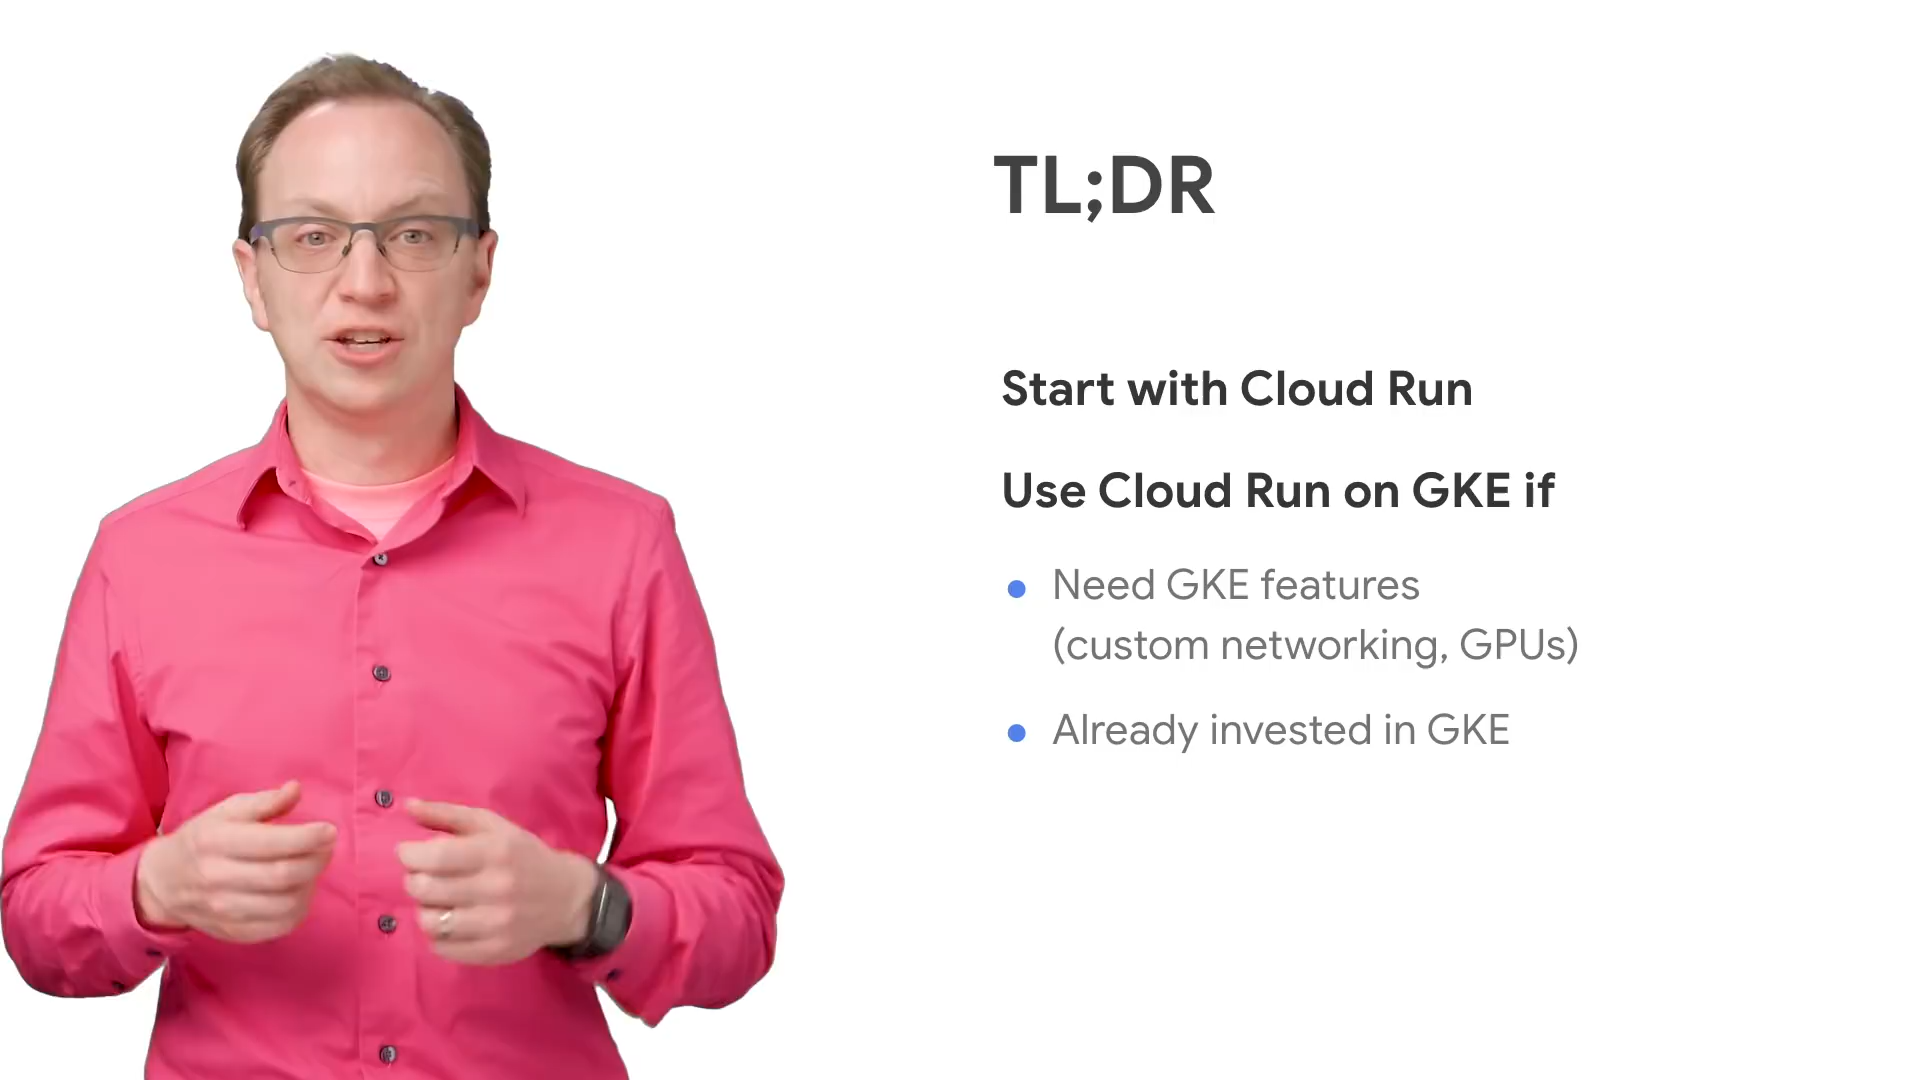 TL;DR
Start with Cloud Run
Use Cloud Run on GKE if
Need GKE features
(custom networking, GPUs)
Already invested in GKE